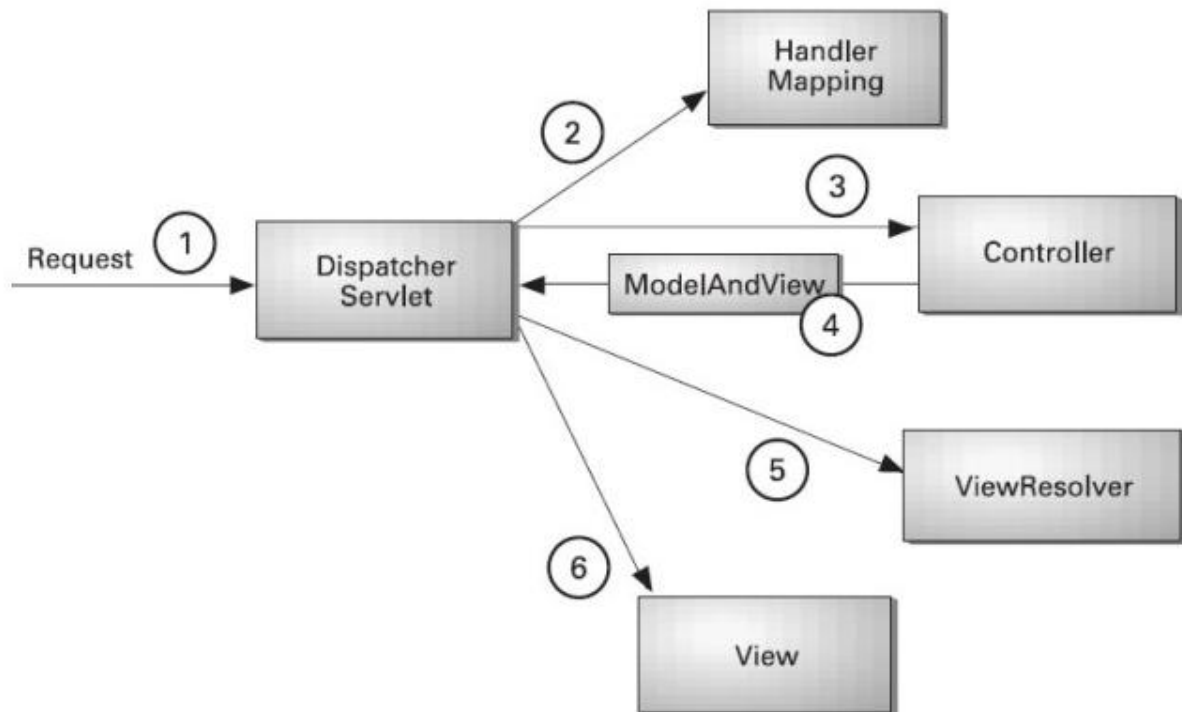 Handler
Mapping
2
3
1
Request
Dispatcher
Servlet
Controller
ModelAndView
4
5
ViewResolver
6
View